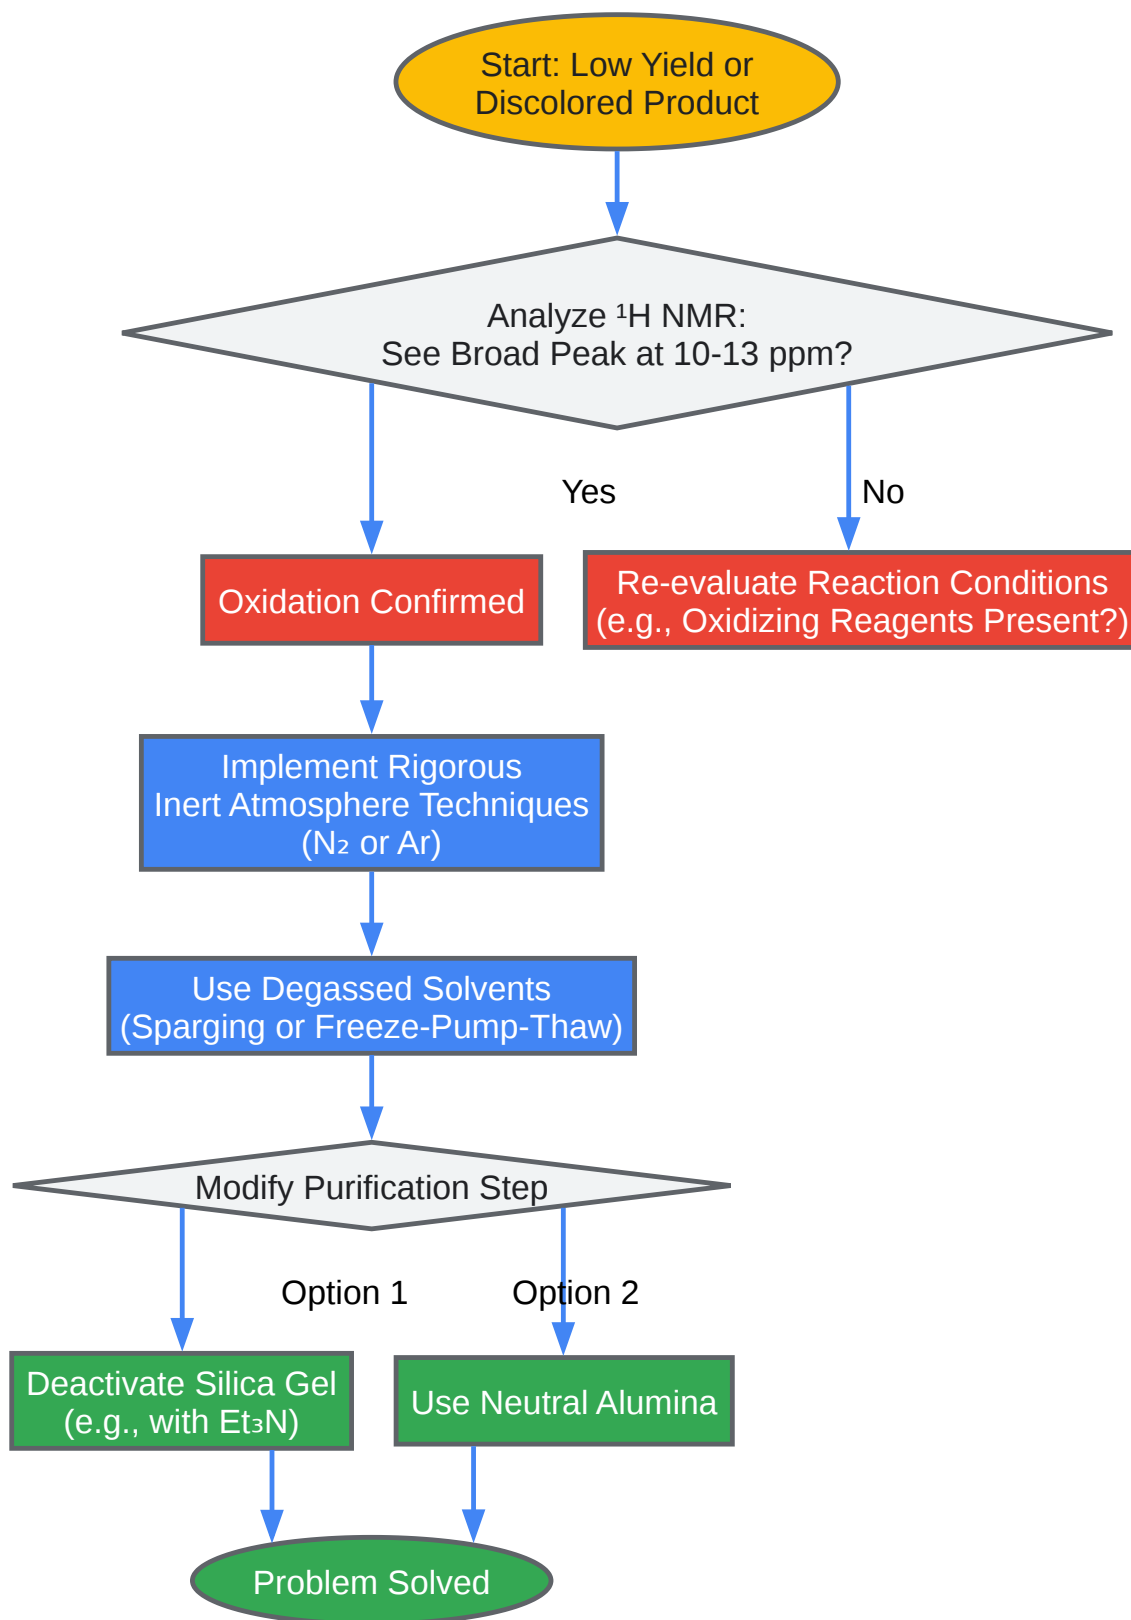 Start: Low Yield or
Discolored Product
Analyze ¹H NMR:
See Broad Peak at 10-13 ppm?
Yes
No
Oxidation Confirmed
Re-evaluate Reaction Conditions
(e.g., Oxidizing Reagents Present?)
Implement Rigorous
Inert Atmosphere Techniques
(N₂ or Ar)
Use Degassed Solvents
(Sparging or Freeze-Pump-Thaw)
Modify Purification Step
Option 1
Option 2
Deactivate Silica Gel
(e.g., with Et₃N)
Use Neutral Alumina
Problem Solved